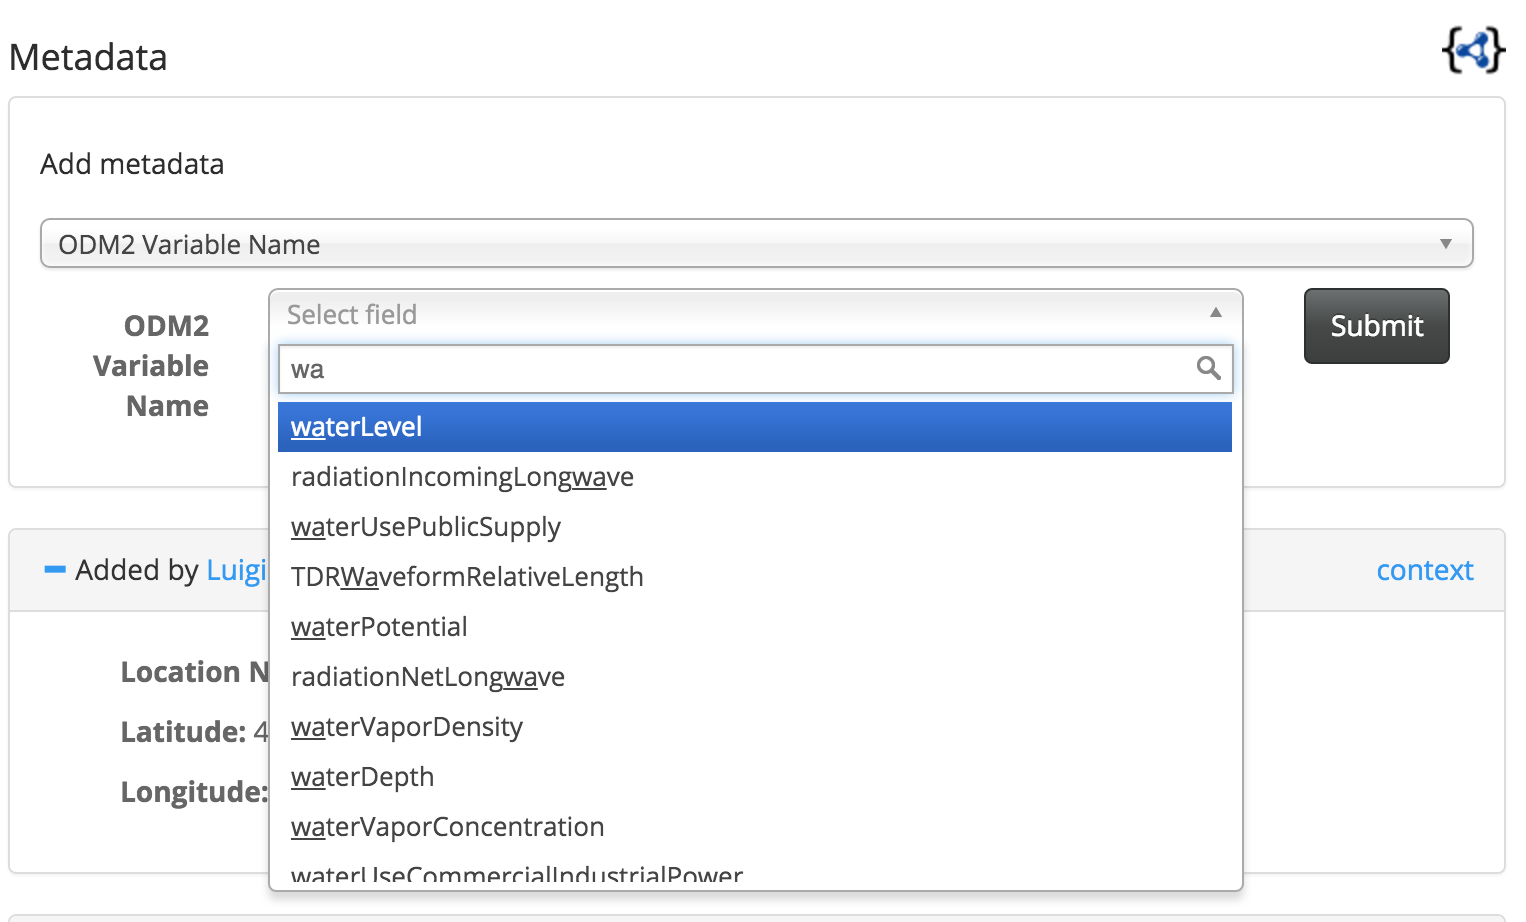 Metadata
Add metadata
ODM2 Variable Name
ODM2
Variable
Name
Select field
Submit
wa
waterLevel
radiationIncomingLongwave
waterUsePublicSupply
TDRWaveformRelativeLength
waterPotential
radiationNetLongwave
waterVaporDensity
waterDepth
waterVaporConcentration
waterUseCommercialIndustrialPower
Added by Luigi
context
Location N
Latitude: 4
Longitude: